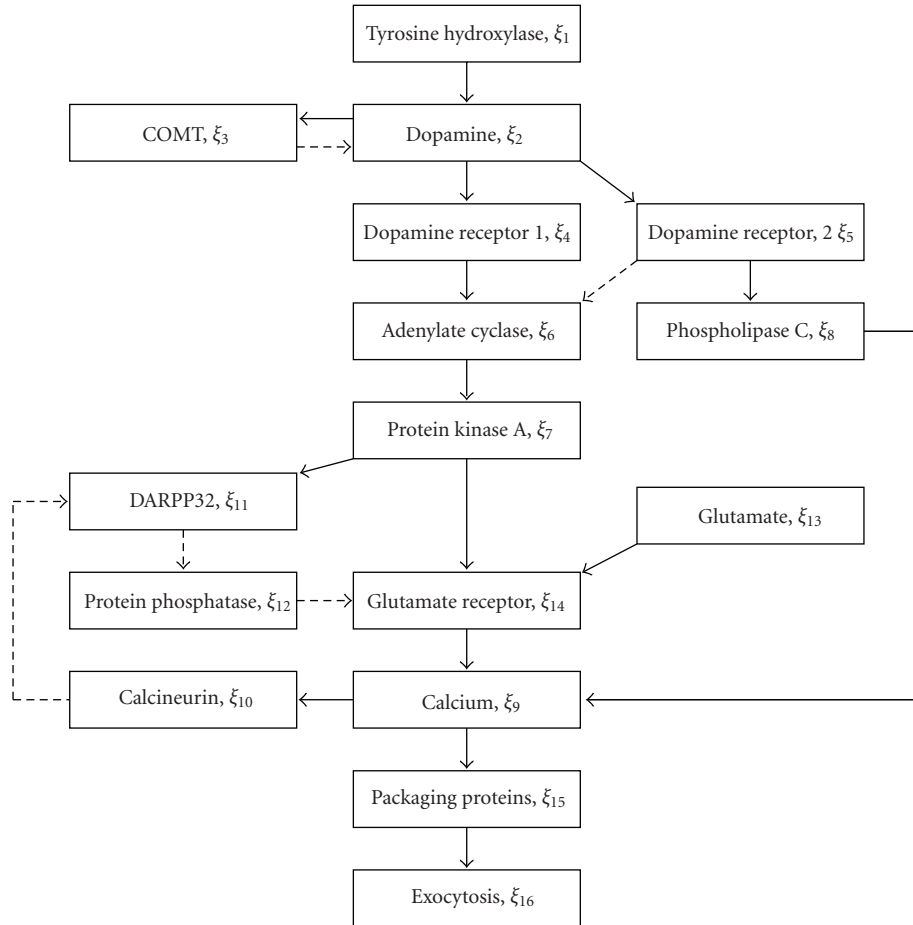 Tyrosine hydroxylase, ξ1
COMT, ξ3
Dopamine, ξ2
Dopamine receptor 1, ξ4
Dopamine receptor, 2 ξ5
Adenylate cyclase, ξ6
Phospholipase C, ξ8
Protein kinase A, ξ7
DARPP32, ξ11
Glutamate, ξ13
Protein phosphatase, ξ12
Glutamate receptor, ξ14
Calcineurin, ξ10
Calcium, ξ9
Packaging proteins, ξ15
Exocytosis, ξ16